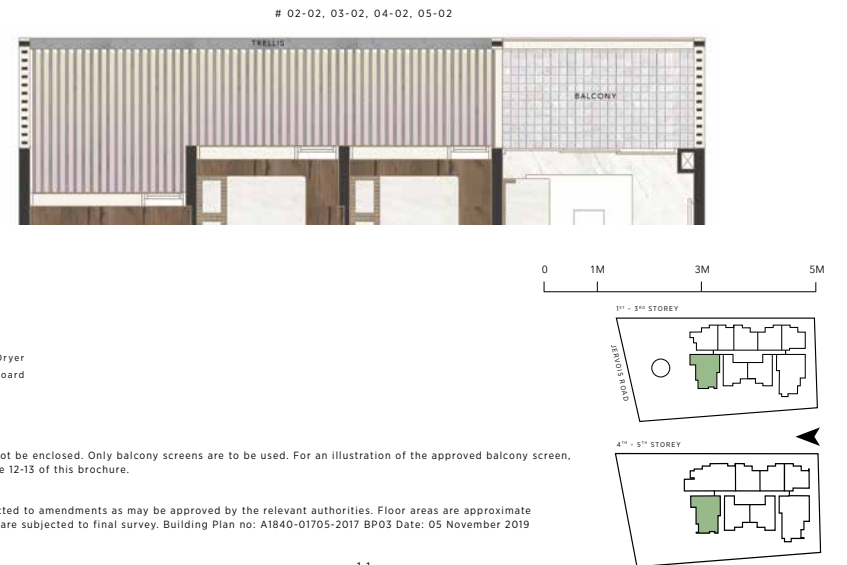 # 02-02, 03-02, 04-02, 05-02
TRELLIS
BALCONY
0 1M 3M 5M
1ST - 3RD STOREY
JERVOIS ROAD
Dryer
oard
4TH - 5TH STOREY
ot be enclosed. Only balcony screens are to be used. For an illustration of the approved balcony screen,
e 12-13 of this brochure.
cted to amendments as may be approved by the relevant authorities. Floor areas are approximate
are subjected to final survey. Building Plan no: A1840-01705-2017 BP03 Date: 05 November 2019
11